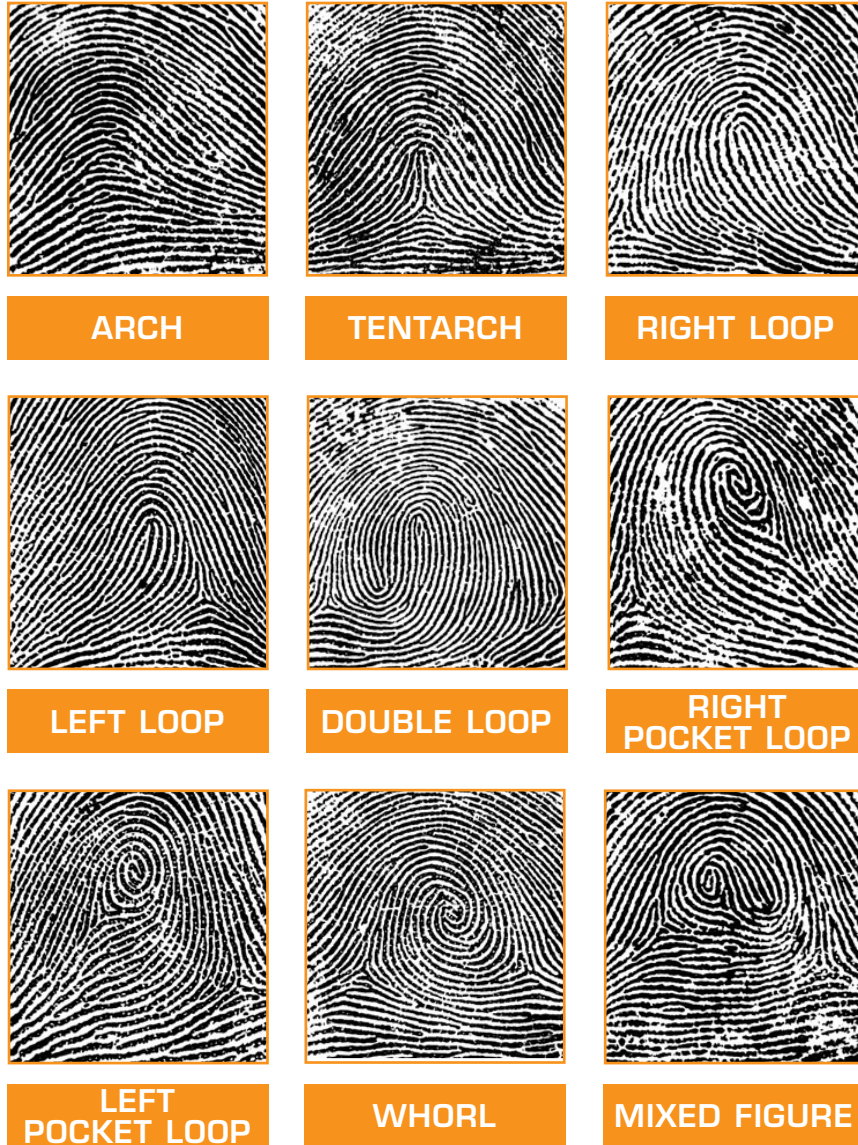 ARCH
TENTARCH
RIGHT LOOP
LEFT LOOP
DOUBLE LOOP
RIGHT
POCKET LOOP
LEFT
POCKET LOOP
WHORL
MIXED FIGURE